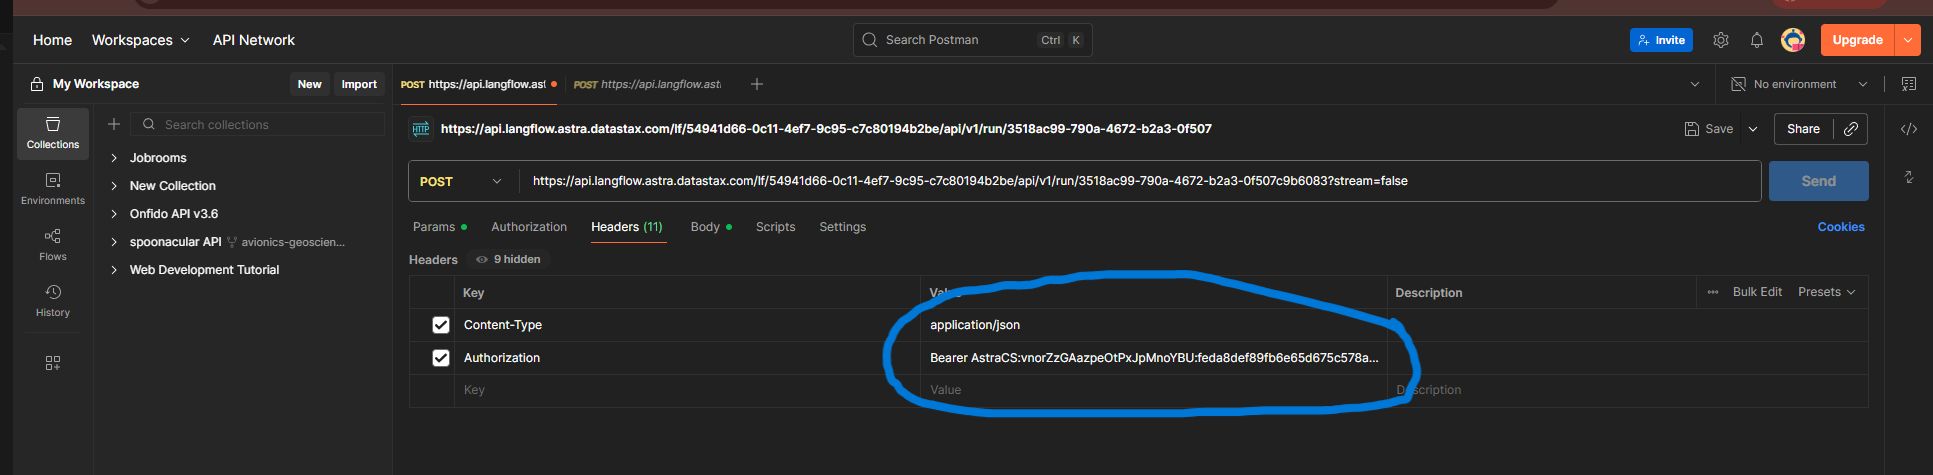 Home Workspaces API Network Search Postman Ctrl K Invite Upgrade
My Workspace New Import POST https://api.langflow.ast POST https://api.langflow.ast No environment
Search collections
Collections
Environments
Flows
History
Jobrooms
New Collection
Onfido API v3.6
spoonacular API avionics-geoscien...
Web Development Tutorial
HTTP https://api.langflow.astra.datastax.com/lf/54941d66-0c11-4ef7-9c95-c7c80194b2be/api/v1/run/3518ac99-790a-4672-b2a3-0f507 Save Share
POST https://api.langflow.astra.datastax.com/lf/54941d66-0c11-4ef7-9c95-c7c80194b2be/api/v1/run/3518ac99-790a-4672-b2a3-0f507c9b6083?stream=false Send
Params Authorization Headers (11) Body Scripts Settings Cookies
Headers 9 hidden
Key Value Description Bulk Edit Presets
Content-Type application/json
Authorization Bearer AstraCS:vnorZzGAazpeOtPxJpMnoYBU:feda8def89fb6e65d675c578a...
Key Value Description